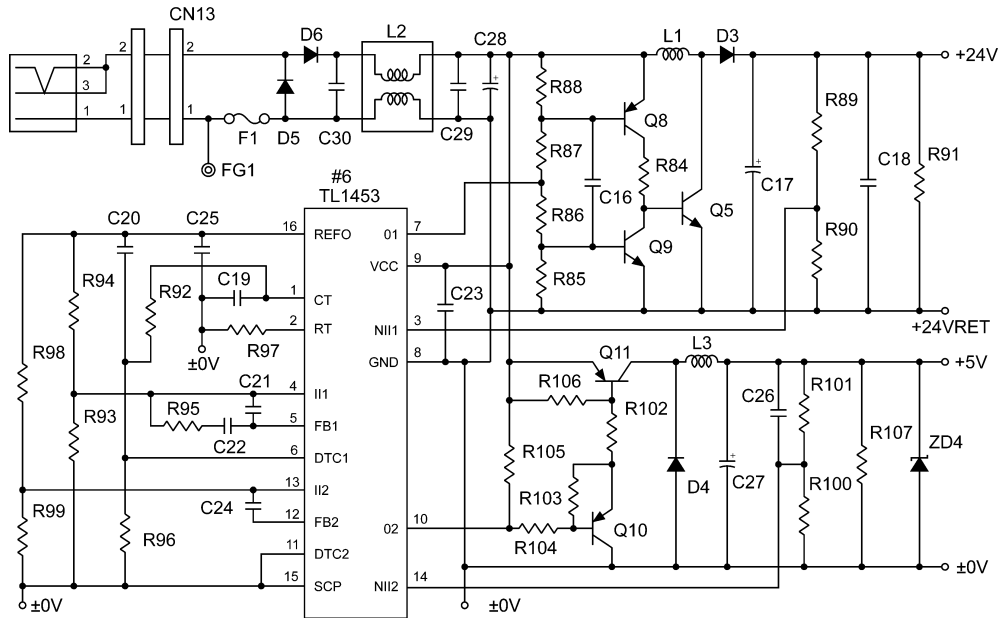 CN13
D6
L2
C28
L1
D3
2
2
2
+24V
3
R88
R89
Q8
1
1
1
F1
D5
C30
C29
R87
R84
C17
C18
R91
FG1
#6
TL1453
C16
R86
Q5
R90
C20
C25
16
REFO
01
7
Q9
R94
R92
C19
VCC
9
R85
1
CT
C23
2
RT
NII1
3
+24VRET
R98
R97
±0V
GND
8
L3
+5V
Q11
C21
R106
C26
R101
4
II1
R102
R93
R95
5
FB1
R107
ZD4
C22
R105
6
DTC1
D4
C27
R100
13
II2
R103
R99
C24
12
FB2
02
10
Q10
R96
11
DTC2
R104
±0V
15
SCP
NII2
14
±0V
±0V